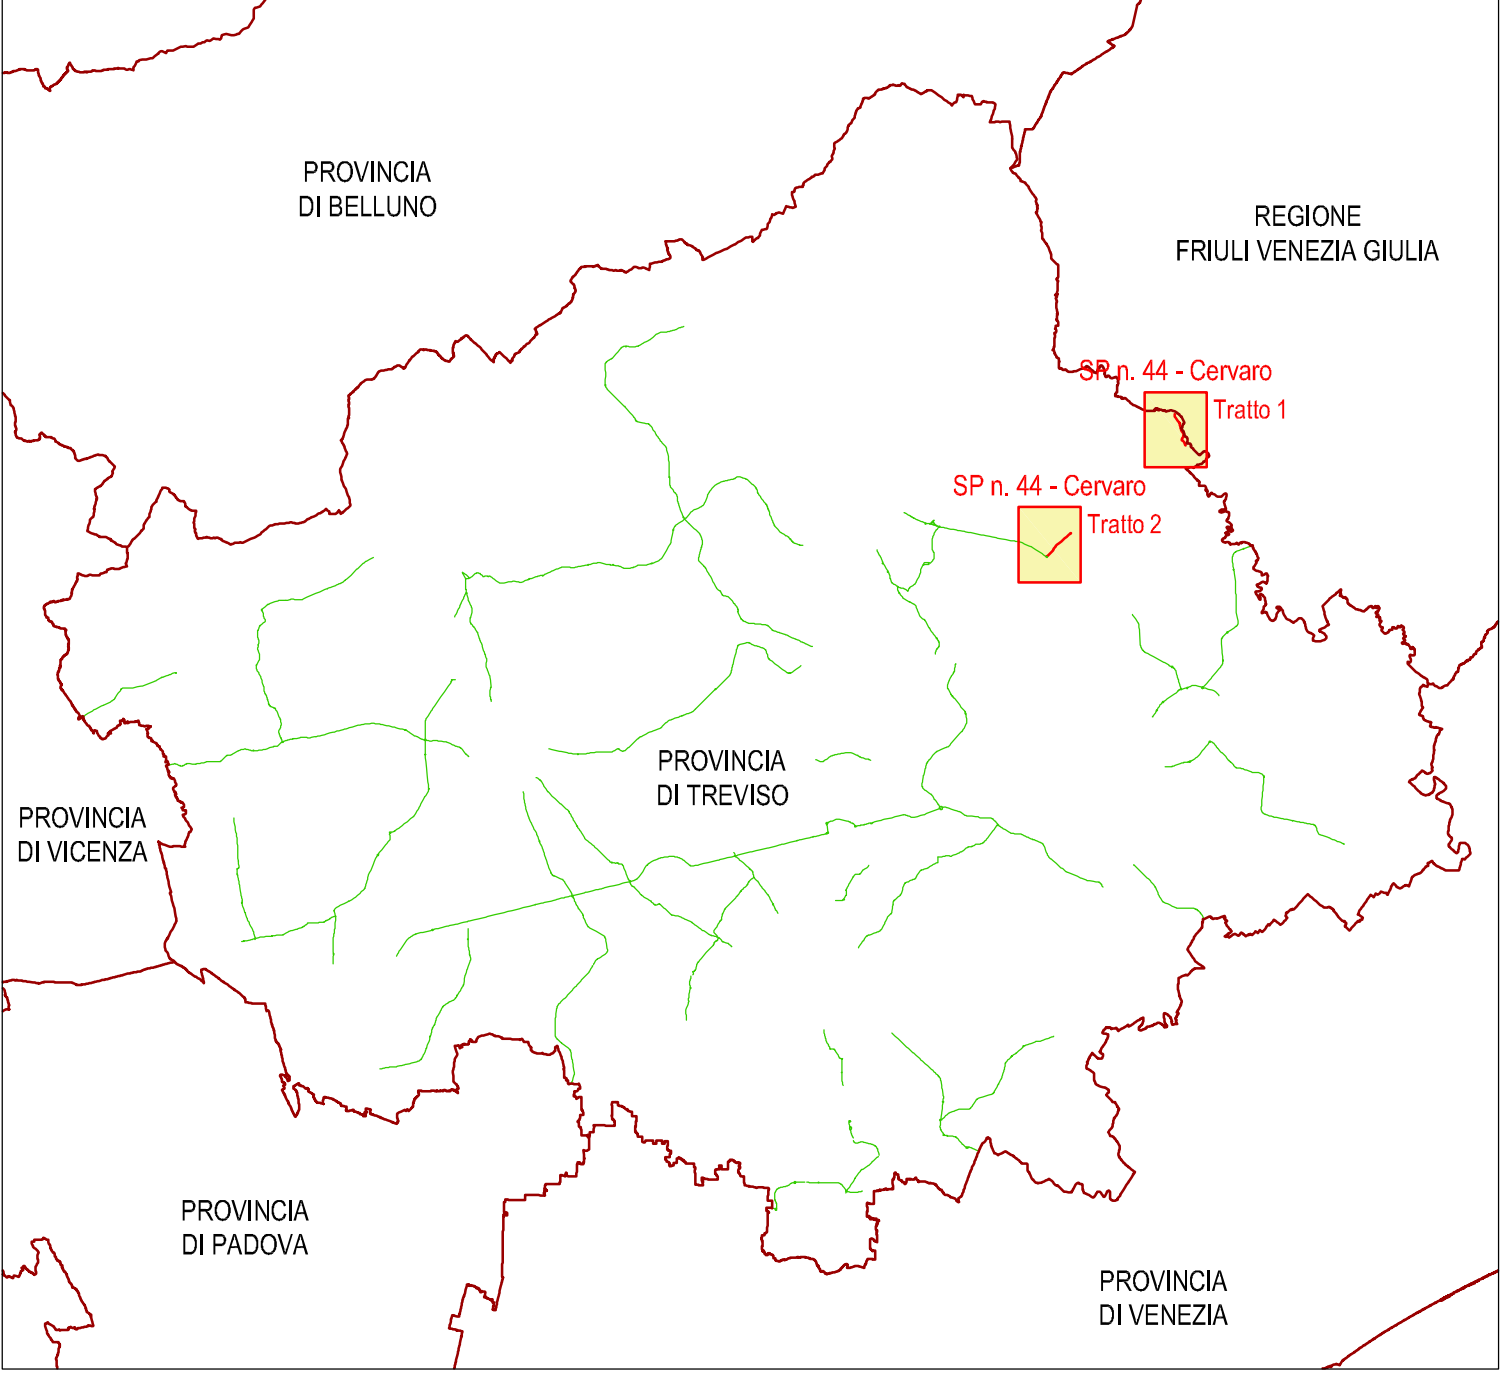 PROVINCIA
DI BELLUNO
REGIONE
FRIULI VENEZIA GIULIA
SP n. 44 - Cervaro
Tratto 1
SP n. 44 - Cervaro
Tratto 2
PROVINCIA
DI TREVISO
PROVINCIA
DI VICENZA
PROVINCIA
DI PADOVA
PROVINCIA
DI VENEZIA